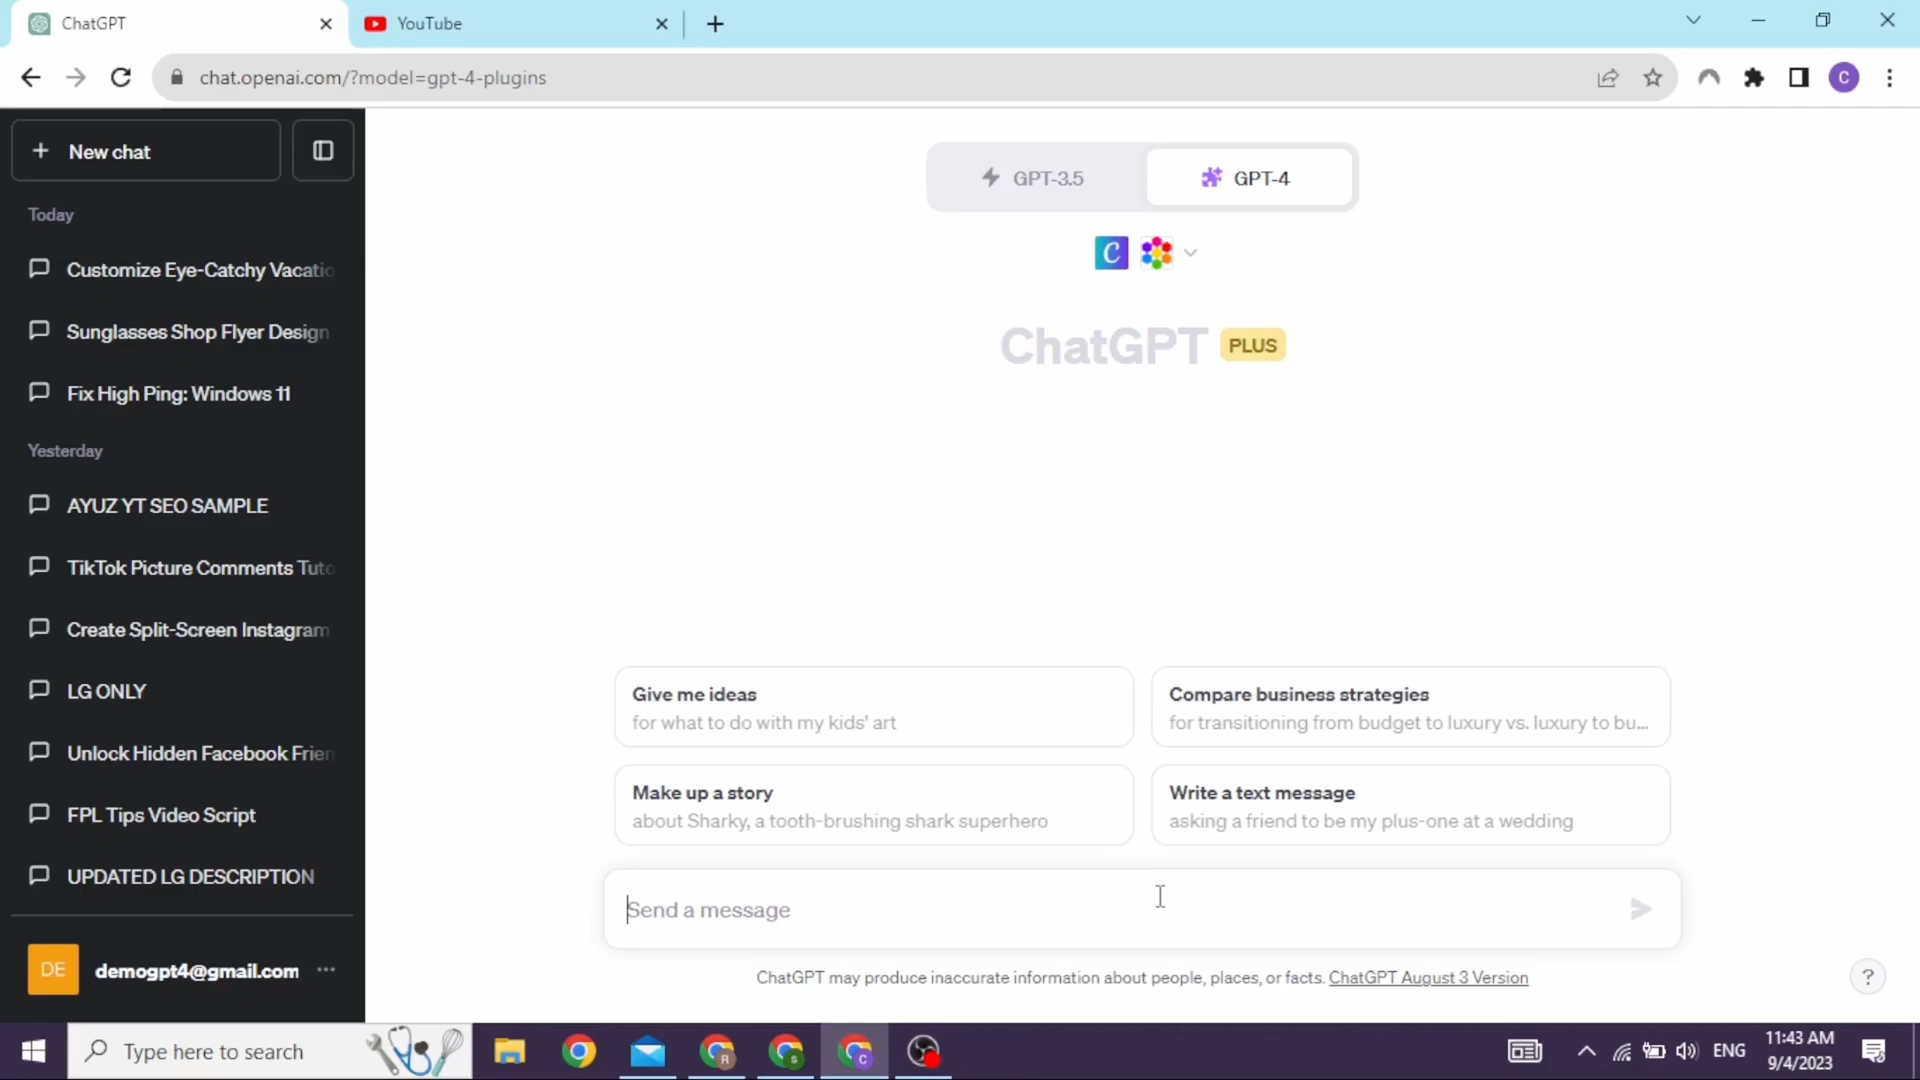 ChatGPT
YouTube
chat.openai.com/?model=gpt-4-plugins
C
New chat
GPT-3.5
GPT-4
C
Today
Customize Eye-Catchy Vacatio
Sunglasses Shop Flyer Design
Fix High Ping: Windows 11
Yesterday
AYUZ YT SEO SAMPLE
TikTok Picture Comments Tuto
Create Split-Screen Instagram
LG ONLY
Unlock Hidden Facebook Frien
FPL Tips Video Script
UPDATED LG DESCRIPTION
DE
demogpt4@gmail.com
ChatGPT PLUS
Give me ideas
for what to do with my kids' art
Compare business strategies
for transitioning from budget to luxury vs. luxury to bu...
Make up a story
about Sharky, a tooth-brushing shark superhero
Write a text message
asking a friend to be my plus-one at a wedding
Send a message
ChatGPT may produce inaccurate information about people, places, or facts. ChatGPT August 3 Version
?
Type here to search
R
S
C
ENG
11:43 AM
9/4/2023